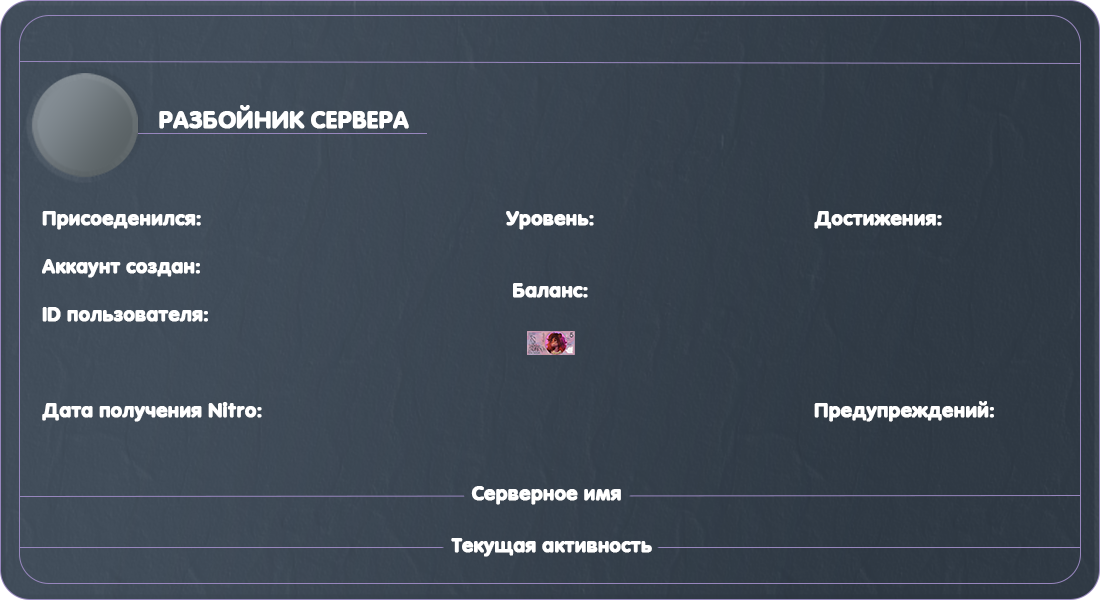 РАЗБОЙНИК СЕРВЕРА
Присоеденился:
Уровень:
Достижения:
Аккаунт создан:
Баланс:
ID пользователя:
Дата получения Nitro:
Предупреждений:
Серверное имя
Текущая активность